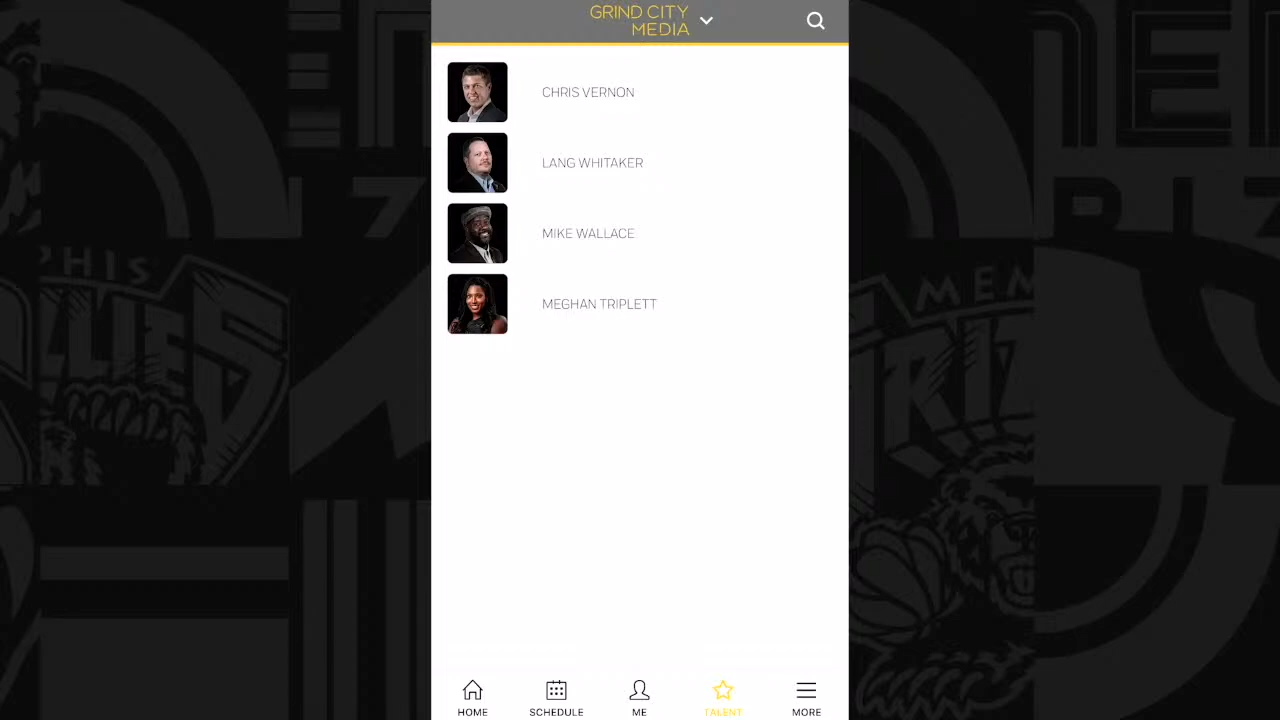 GRIND CITY
MEDIA
CHRIS VERNON
LANG WHITAKER
MIKE WALLACE
MEGHAN TRIPLETT
HOME
SCHEDULE
ME
TALENT
MORE